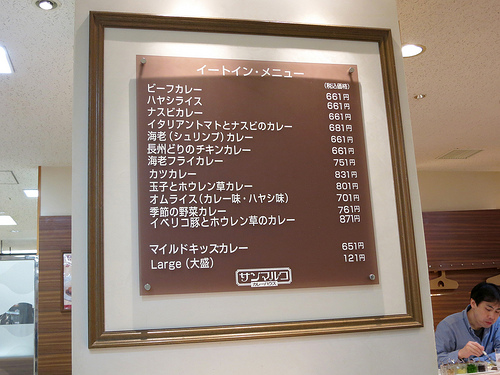 イートイン・メニュー
(税込価格)
ビーフカレー 661円
ハヤシライス 661円
ナスビカレー 661円
イタリアントマトとナスビのカレー 681円
海老(シュリンプ)カレー 661円
長州どりのチキンカレー 661円
海老フライカレー 751円
カツカレー 831円
玉子とホウレン草カレー 801円
オムライス(カレー味・ハヤシ味) 701円
季節の野菜カレー 761円
イベリコ豚とホウレン草のカレー 871円
マイルドキッズカレー 651円
Large(大盛) 121円
サンマルコ
カレーハウス